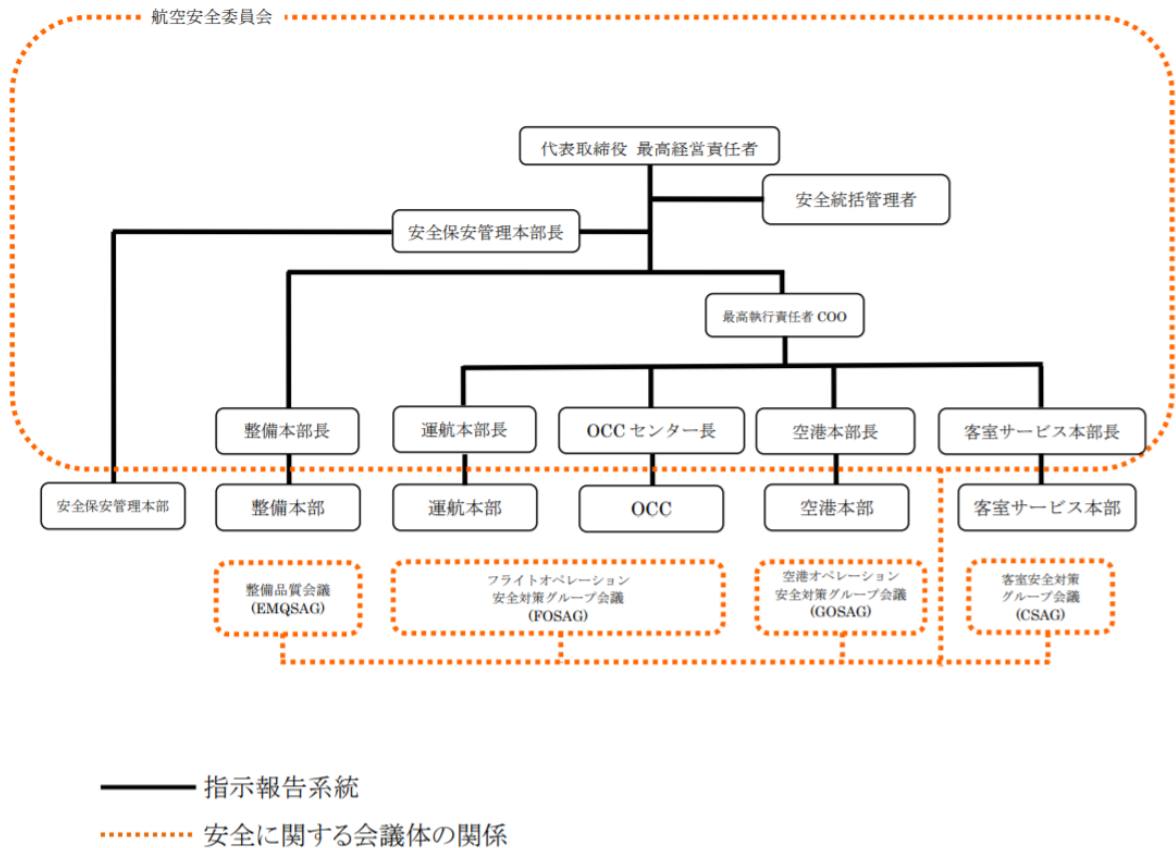 航空安全委員会
代表取締役 最高経営責任者
安全統括管理者
安全保安管理本部長
最高執行責任者 COO
整備本部長
運航本部長
OCC センター長
空港本部長
客室サービス本部長
安全保安管理本部
整備本部
運航本部
OCC
空港本部
客室サービス本部
整備品質会議
(EMQSAG)
フライトオペレーション
安全対策グループ会議
(FOSAG)
空港オペレーション
安全対策グループ会議
(GOSAG)
客室安全対策
グループ会議
(CSAG)
指示報告系統
安全に関する会議体の関係